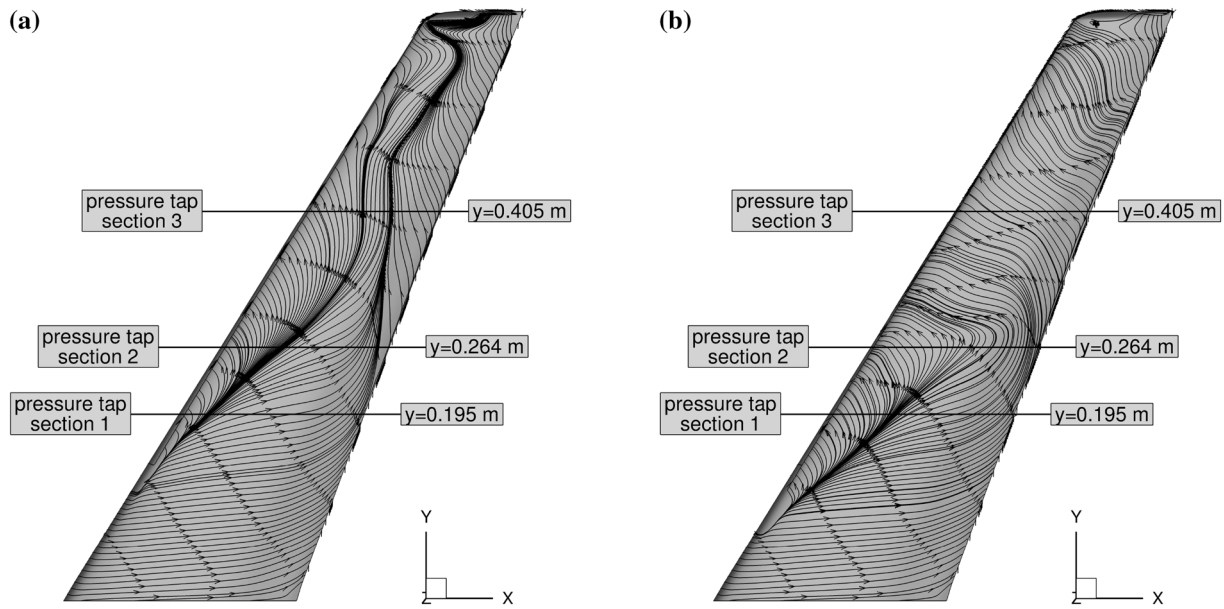 (a)
pressure tap
section 3
y=0.405 m
pressure tap
section 2
y=0.264 m
pressure tap
section 1
y=0.195 m
Y
Z
X
(b)
pressure tap
section 3
y=0.405 m
pressure tap
section 2
y=0.264 m
pressure tap
section 1
y=0.195 m
Y
Z
X